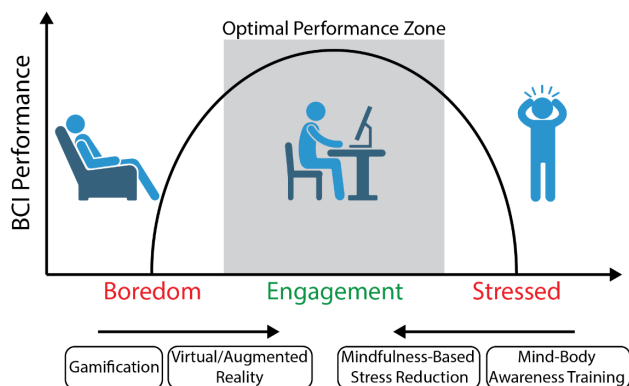 Optimal Performance Zone
BCI Performance
Boredom
Engagement
Stressed
Gamification
Virtual/Augmented
Reality
Mindfulness-Based
Stress Reduction
Mind-Body
Awareness Training